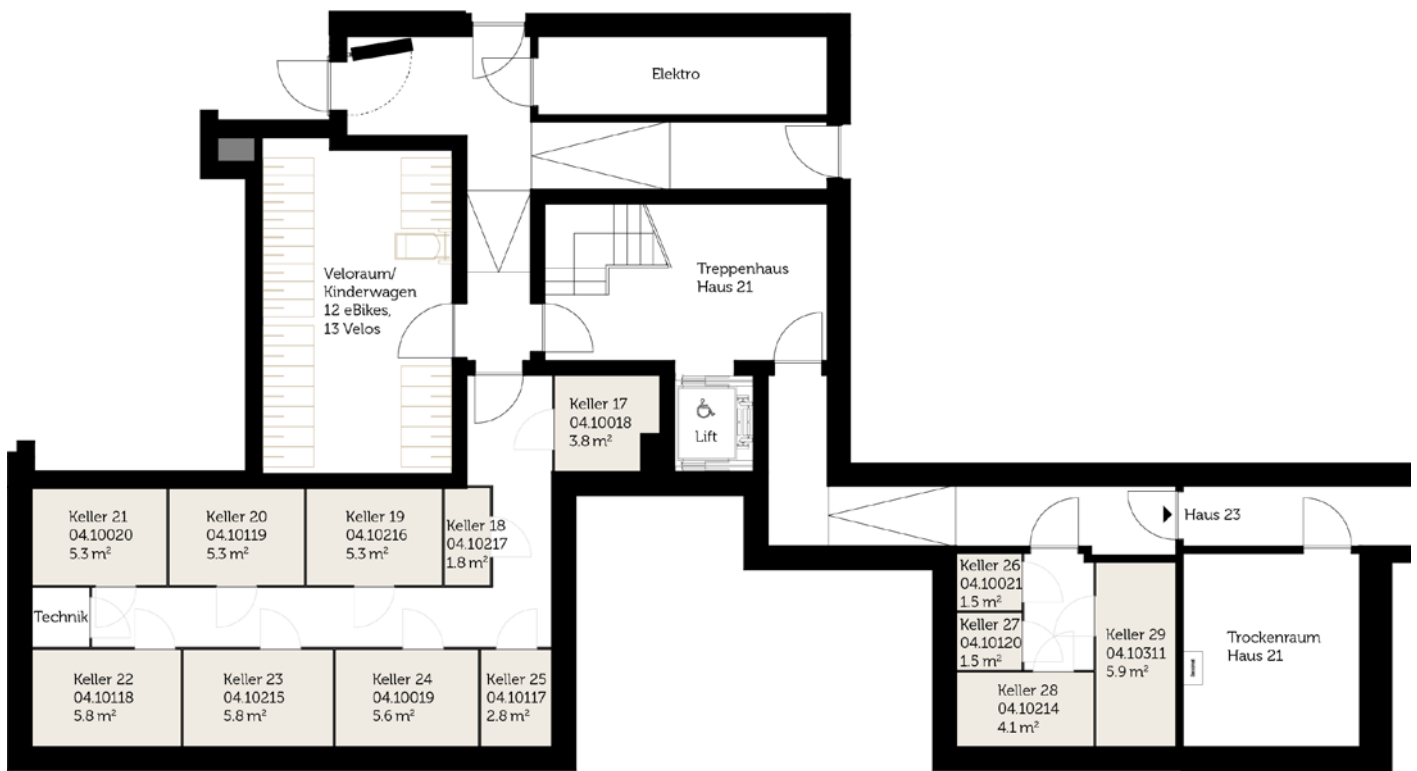 Elektro
Treppenhaus
Haus 21
Veloraum/
Kinderwagen
12 eBikes,
13 Velos
Keller 17
04.10018
3.8 m²
Lift
Keller 21
04.10020
5.3 m²
Keller 20
04.10119
5.3 m²
Keller 19
04.10216
5.3 m²
Keller 18
04.10217
1.8 m²
Haus 23
Technik
Keller 26
04.10021
1.5 m²
Keller 27
04.10120
1.5 m²
Keller 29
04.10311
5.9 m²
Trockenraum
Haus 21
Keller 22
04.10118
5.8 m²
Keller 23
04.10215
5.8 m²
Keller 24
04.10019
5.6 m²
Keller 25
04.10117
2.8 m²
Keller 28
04.10214
4.1 m²